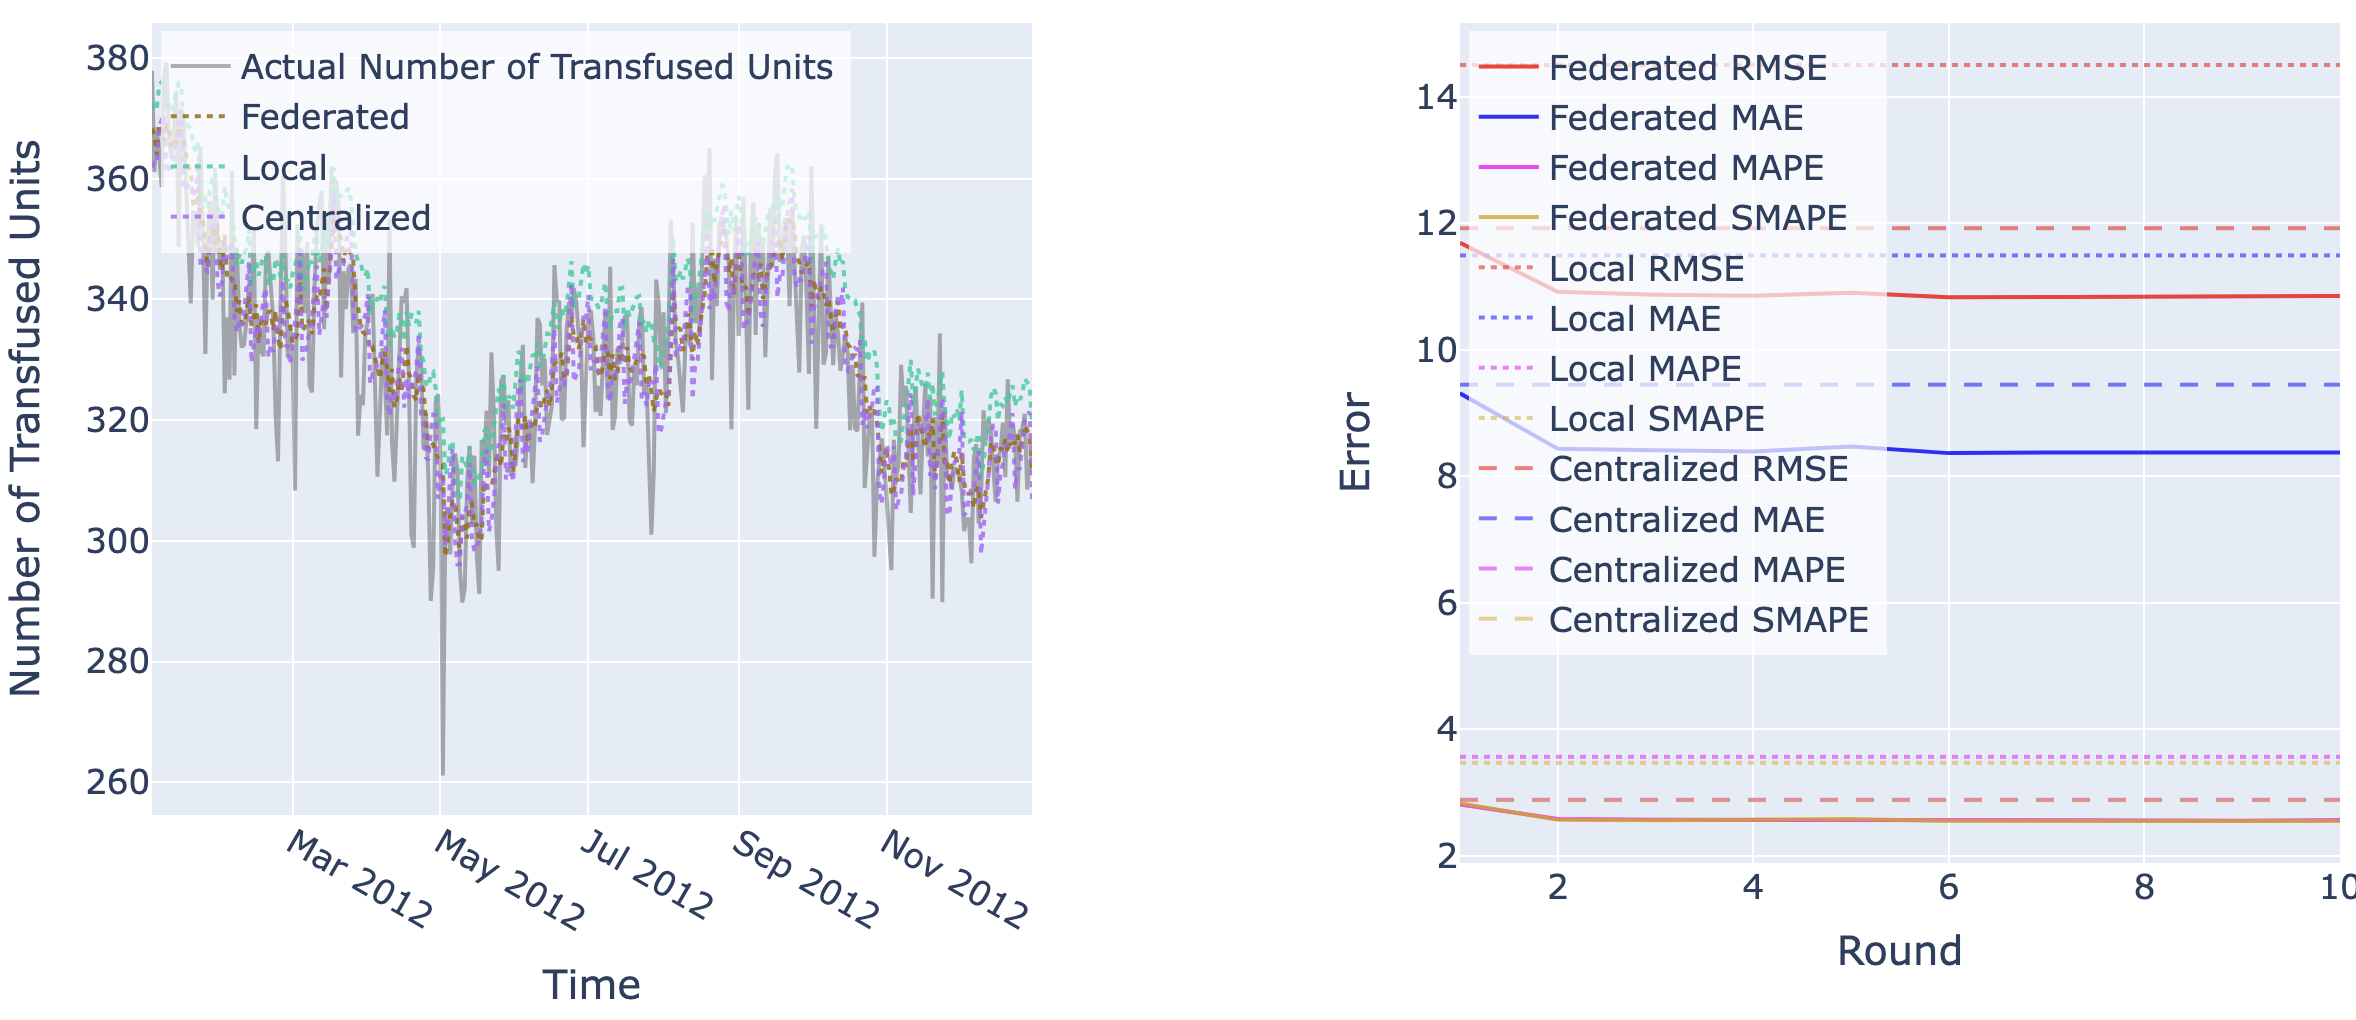 Number of Transfused Units
380
360
340
320
300
280
260
Actual Number of Transfused Units
Federated
Local
Centralized
Mar 2012
May 2012
Jul 2012
Sep 2012
Nov 2012
Time
Error
14
12
10
8
6
4
2
Federated RMSE
Federated MAE
Federated MAPE
Federated SMAPE
Local RMSE
Local MAE
Local MAPE
Local SMAPE
Centralized RMSE
Centralized MAE
Centralized MAPE
Centralized SMAPE
2
4
6
8
10
Round